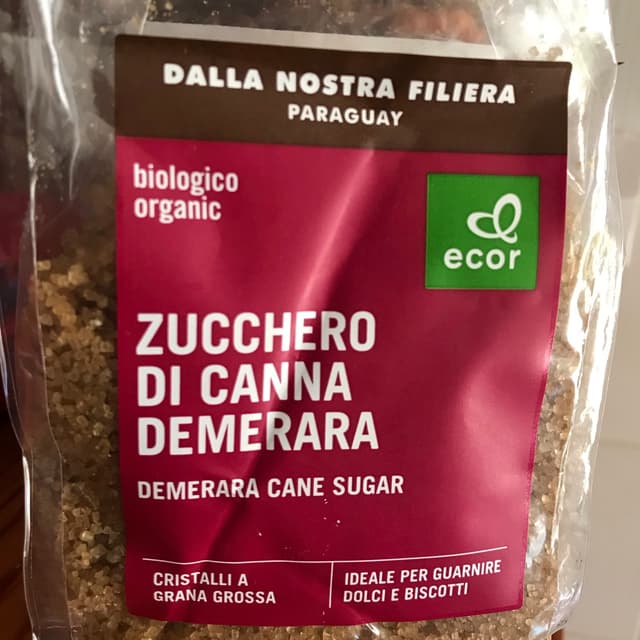 DALLA NOSTRA FILIERA
PARAGUAY
biologico
organic
ecor
ZUCCHERO
DI CANNA
DEMERARA
DEMERARA CANE SUGAR
CRISTALLI A
GRANA GROSSA
IDEALE PER GUARNIRE
DOLCI E BISCOTTI